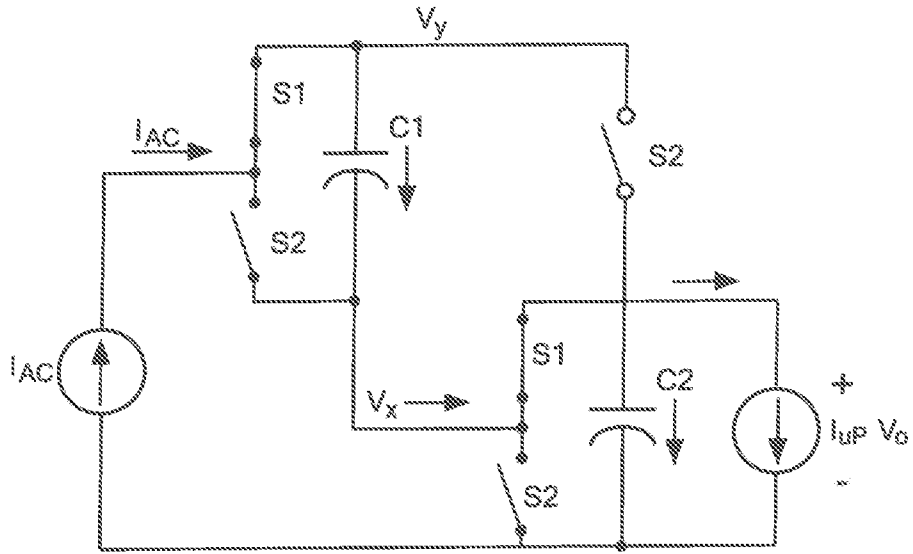 Vy
S1
IAC
C1
S2
S2
S1
C2
IAC
Vx
+
IuP Vo
S2
-